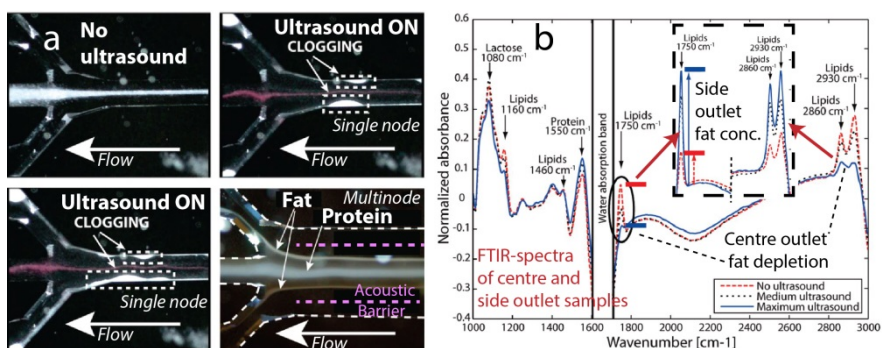 a
No
ultrasound
Flow
Ultrasound ON
CLOGGING
Single node
Flow
Ultrasound ON
CLOGGING
Single node
Flow
Multinode
Fat
Protein
Acoustic
Barrier
Flow
b
Normalized absorbance
0.6
0.5
0.4
0.3
0.2
0.1
0
-0.1
-0.2
-0.3
-0.4
Lactose
1080 cm-1
Lipids
1160 cm-1
Lipids
1460 cm-1
Protein
1550 cm-1
Water absorption band
Lipids
1750 cm-1
Lipids
1750 cm-1
Lipids
2930 cm-1
Lipids
2860 cm-1
Side
outlet
fat conc.
Lipids
2930 cm-1
Lipids
2860 cm-1
FTIR-spectra
of centre and
side outlet samples
Centre outlet
fat depletion
No ultrasound
Medium ultrasound
Maximum ultrasound
1000
1200
1400
1600
1800
2000
2200
2400
2600
2800
3000
Wavenumber [cm-1]